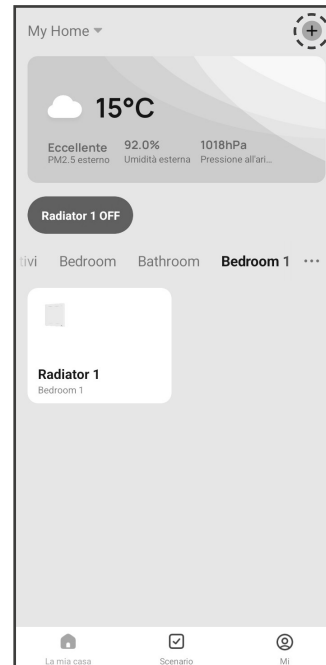 My Home
15°C
Eccellente 92.0% 1018hPa
PM2.5 esterno Umidità esterna Pressione all'ari...
Radiator 1 OFF
tivi Bedroom Bathroom Bedroom 1 ...
Radiator 1
Bedroom 1
La mia casa Scenario Mi